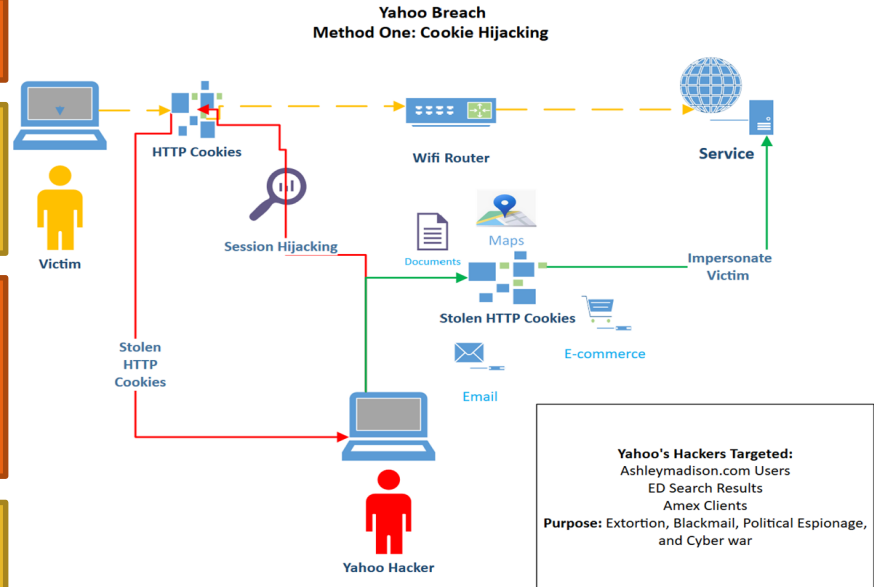 Yahoo Breach
Method One: Cookie Hijacking
HTTP Cookies
Wifi Router
Service
Victim
Session Hijacking
Documents
Maps
Impersonate
Victim
Stolen HTTP Cookies
E-commerce
Stolen
HTTP
Cookies
Email
Yahoo Hacker
Yahoo's Hackers Targeted:
Ashleymadison.com Users
ED Search Results
Amex Clients
Purpose: Extortion, Blackmail, Political Espionage,
and Cyber war